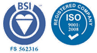 BSI
FS 562316
REGISTERED COMPANY
ISO
9001:
2008